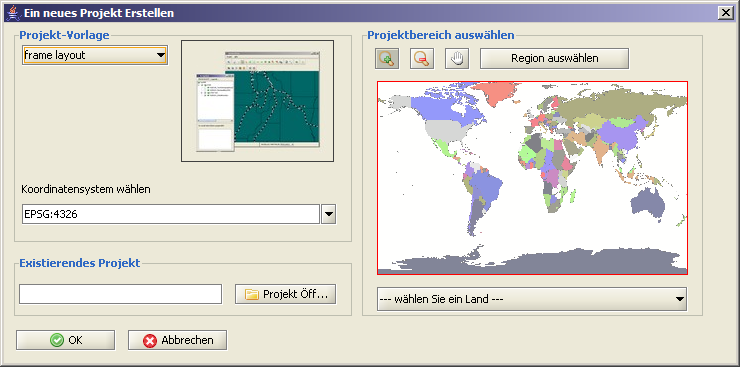 Ein neues Projekt Erstellen
Projekt-Vorlage
frame layout
Koordinatensystem wählen
EPSG:4326
Existierendes Projekt
Projekt Öff...
OK
Abbrechen
Projektbereich auswählen
Region auswählen
--- wählen Sie ein Land ---